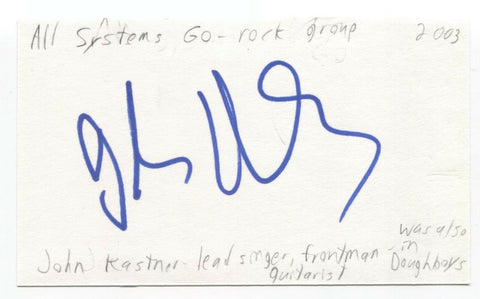 All Systems Go - rock group 2003
John Kastner - lead singer, frontman
guitarist
was also
in
Doughboys